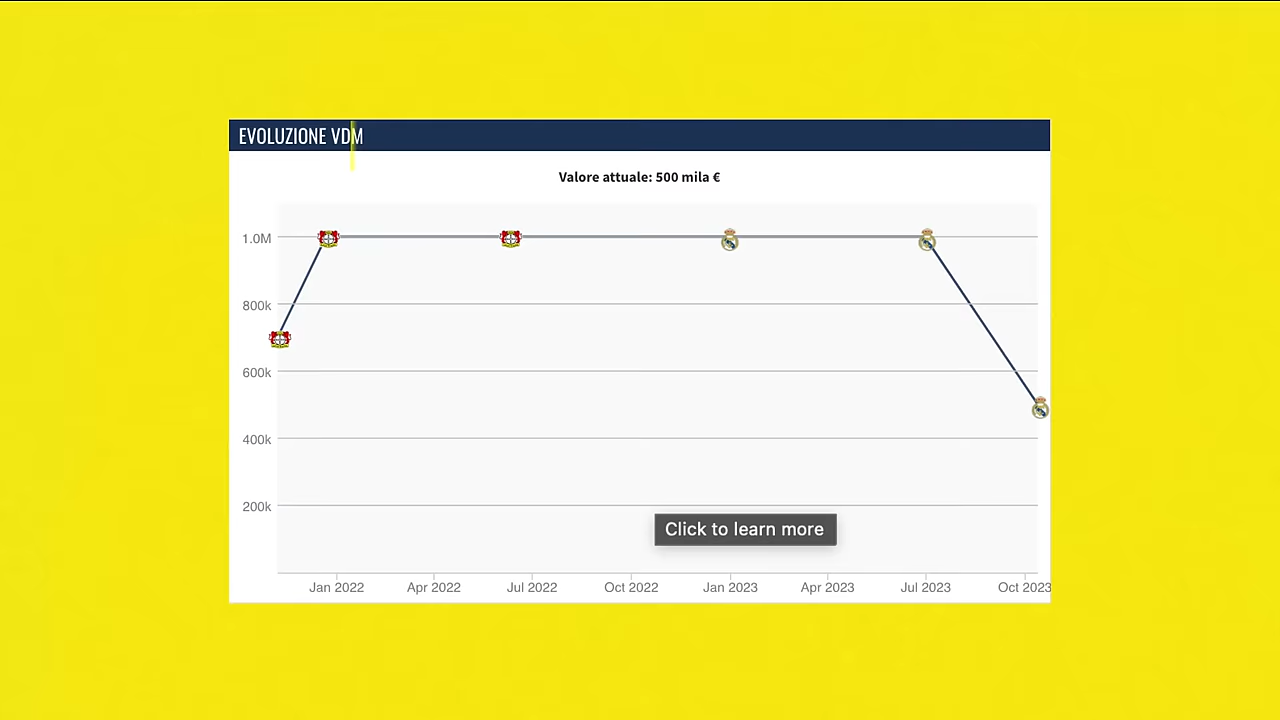 EVOLUZIONE VDM
Valore attuale: 500 mila €
1.0M
800k
600k
400k
200k
Click to learn more
Jan 2022 Apr 2022 Jul 2022 Oct 2022 Jan 2023 Apr 2023 Jul 2023 Oct 2023